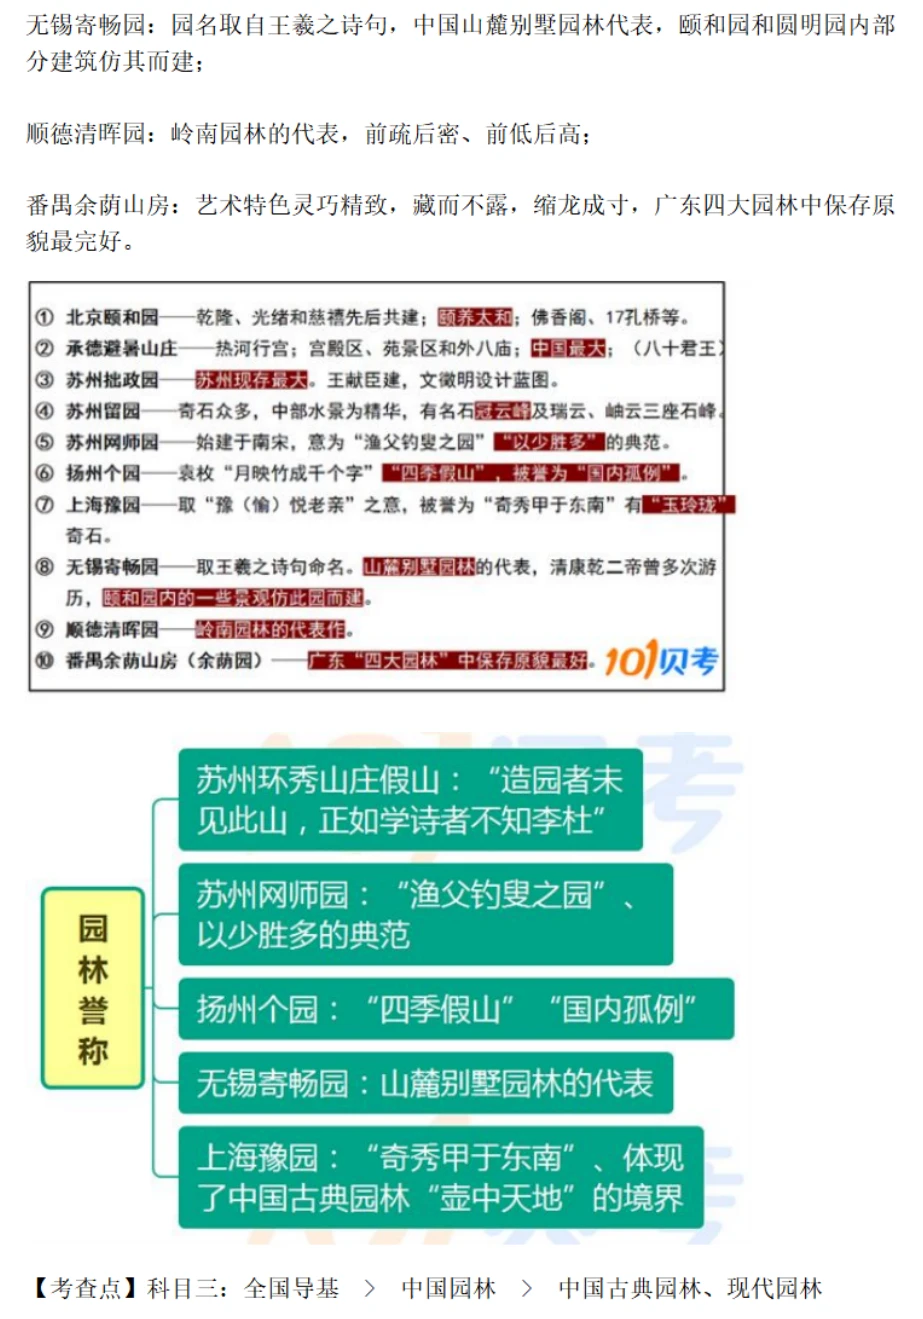 无锡寄畅园：园名取自王羲之诗句，中国山麓别墅园林代表，颐和园和圆明园内部
分建筑仿其而建；
顺德清晖园：岭南园林的代表，前疏后密、前低后高；
番禺余荫山房：艺术特色灵巧精致，藏而不露，缩龙成寸，广东四大园林中保存原
貌最完好。
① 北京颐和园——乾隆、光绪和慈禧先后共建；颐养太和；佛香阁、17孔桥等。
② 承德避暑山庄——热河行宫；宫殿区、苑景区和外八庙；中国最大；（八十君王）
③ 苏州拙政园——苏州现存最大。王献臣建，文徵明设计蓝图。
④ 苏州留园——奇石众多，中部水景为精华，有名石冠云峰及瑞云、岫云三座石峰。
⑤ 苏州网师园——始建于南宋，意为“渔父钓叟之园”“以少胜多”的典范。
⑥ 扬州个园——袁枚“月映竹成千个字”“四季假山”，被誉为“国内孤例”。
⑦ 上海豫园——取“豫（愉）悦老亲”之意，被誉为“奇秀甲于东南”有“玉玲珑”
奇石。
⑧ 无锡寄畅园——取王羲之诗句命名。山麓别墅园林的代表，清康乾二帝曾多次游
历，颐和园内的一些景观仿此园而建。
⑨ 顺德清晖园——岭南园林的代表作。
⑩ 番禺余荫山房（余荫园）——广东“四大园林”中保存原貌最好。
101贝考
园林誉称
苏州环秀山庄假山：“造园者未
见此山，正如学诗者不知李杜”
苏州网师园：“渔父钓叟之园”、
以少胜多的典范
扬州个园：“四季假山”“国内孤例”
无锡寄畅园：山麓别墅园林的代表
上海豫园：“奇秀甲于东南”、体现
了中国古典园林“壶中天地”的境界
【考查点】科目三：全国导基 > 中国园林 > 中国古典园林、现代园林